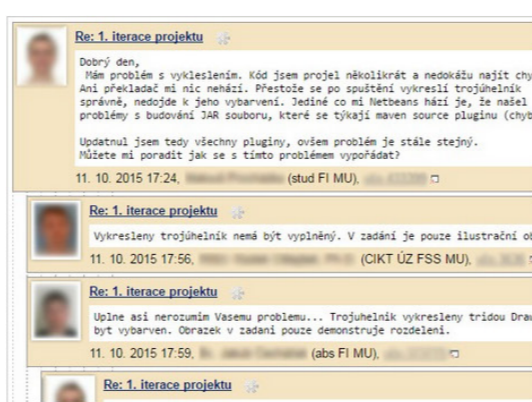 Re: 1. iterace projektu
Dobrý den,
Mám problém s vykleslením. Kód jsem projel několikrát a nedokážu najít chy
Ani překladač mi nic nehází. Přestože se po spuštění vykreslí trojúhelník
správně, nedojde k jeho vybarvení. Jediné co mi Netbeans hází je, že našel
problémy s budování JAR souboru, které se týkají maven source pluginu (chyb
Updatnul jsem tedy všechny pluginy, ovšem problém je stále stejný.
Můžete mi poradit jak se s tímto problémem vypořádat?
11. 10. 2015 17:24, (stud FI MU),
Re: 1. iterace projektu
Vykresleny trojúhelník nemá být vyplněný. V zadání je pouze ilustrační ob
11. 10. 2015 17:56, (CIKT ÚZ FSS MU),
Re: 1. iterace projektu
Uplne asi nerozumim Vasemu problemu... Trojuhelnik vykresleny tridou Draw
byt vybarven. Obrazek v zadani pouze demonstruje rozdeleni.
11. 10. 2015 17:59, (abs FI MU),
Re: 1. iterace projektu